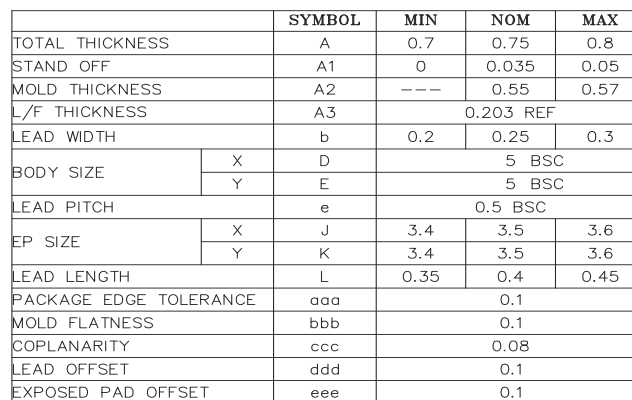 SYMBOL MIN NOM MAX
TOTAL THICKNESS A 0.7 0.75 0.8
STAND OFF A1 0 0.035 0.05
MOLD THICKNESS A2 --- 0.55 0.57
L/F THICKNESS A3 0.203 REF
LEAD WIDTH b 0.2 0.25 0.3
BODY SIZE X D 5 BSC
Y E 5 BSC
LEAD PITCH e 0.5 BSC
EP SIZE X J 3.4 3.5 3.6
Y K 3.4 3.5 3.6
LEAD LENGTH L 0.35 0.4 0.45
PACKAGE EDGE TOLERANCE aaa 0.1
MOLD FLATNESS bbb 0.1
COPLANARITY ccc 0.08
LEAD OFFSET ddd 0.1
EXPOSED PAD OFFSET eee 0.1